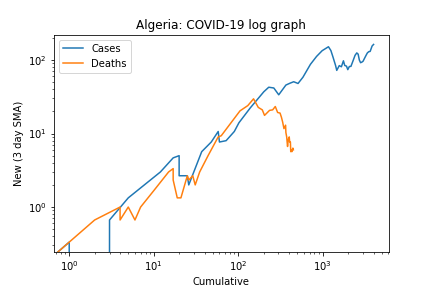 Algeria: COVID-19 log graph
Cases
Deaths
New (3 day SMA)
10²
10¹
10⁰
10⁰ 10¹ 10² 10³
Cumulative